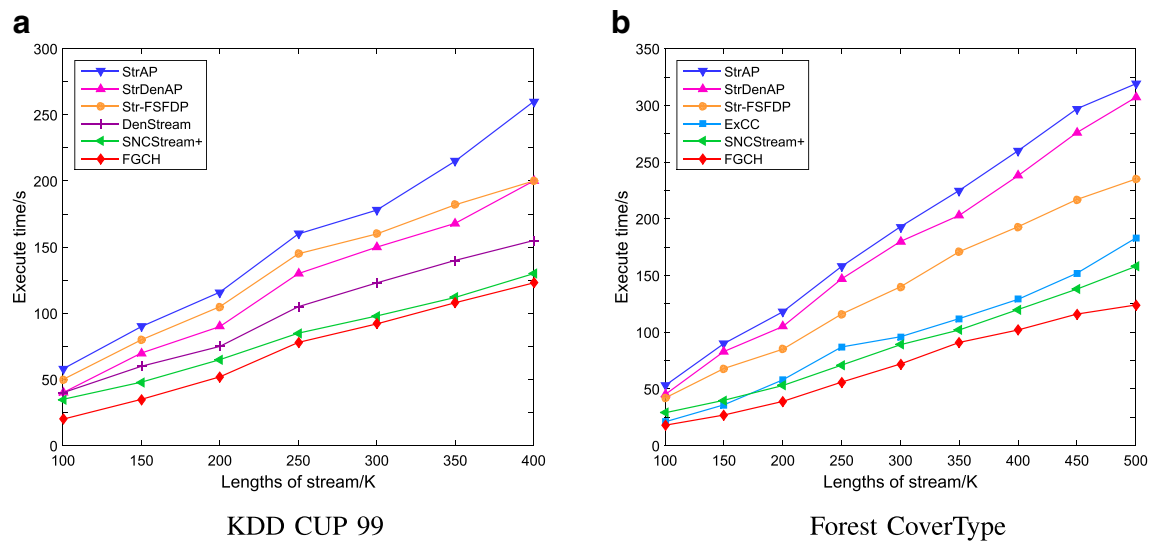 a
300
250
200
150
100
50
0
Execute time/s
StrAP
StrDenAP
Str-FSFDP
DenStream
SNCStream+
FGCH
100 150 200 250 300 350 400
Lengths of stream/K
KDD CUP 99
b
350
300
250
200
150
100
50
0
Execute time/s
StrAP
StrDenAP
Str-FSFDP
ExCC
SNCStream+
FGCH
100 150 200 250 300 350 400 450 500
Lengths of stream/K
Forest CoverType